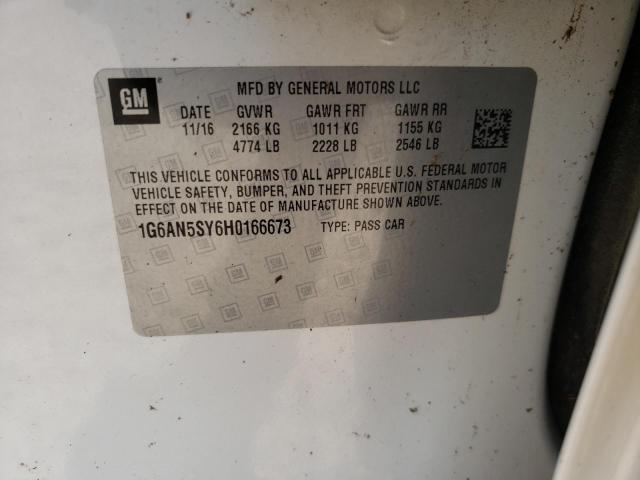 GM
MFD BY GENERAL MOTORS LLC
DATE GVWR GAWR FRT GAWR RR
11/16 2166 KG 1011 KG 1155 KG
4774 LB 2228 LB 2546 LB
THIS VEHICLE CONFORMS TO ALL APPLICABLE U.S. FEDERAL MOTOR
VEHICLE SAFETY, BUMPER, AND THEFT PREVENTION STANDARDS IN
EFFECT ON THE DATE OF MANUFACTURE SHOWN ABOVE.
1G6AN5SY6H0166673 TYPE: PASS CAR